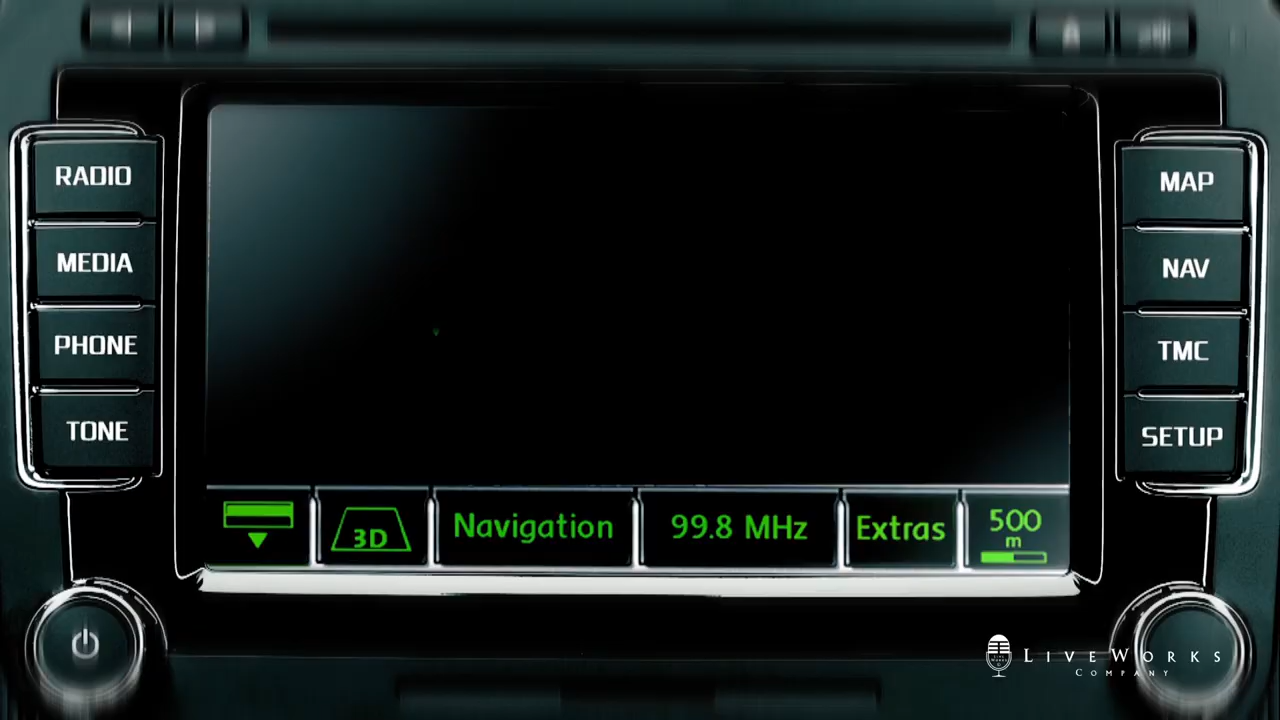 RADIO
MEDIA
PHONE
TONE
MAP
NAV
TMC
SETUP
3D
Navigation
99.8 MHz
Extras
500
m
LIVEWORKS
COMPANY